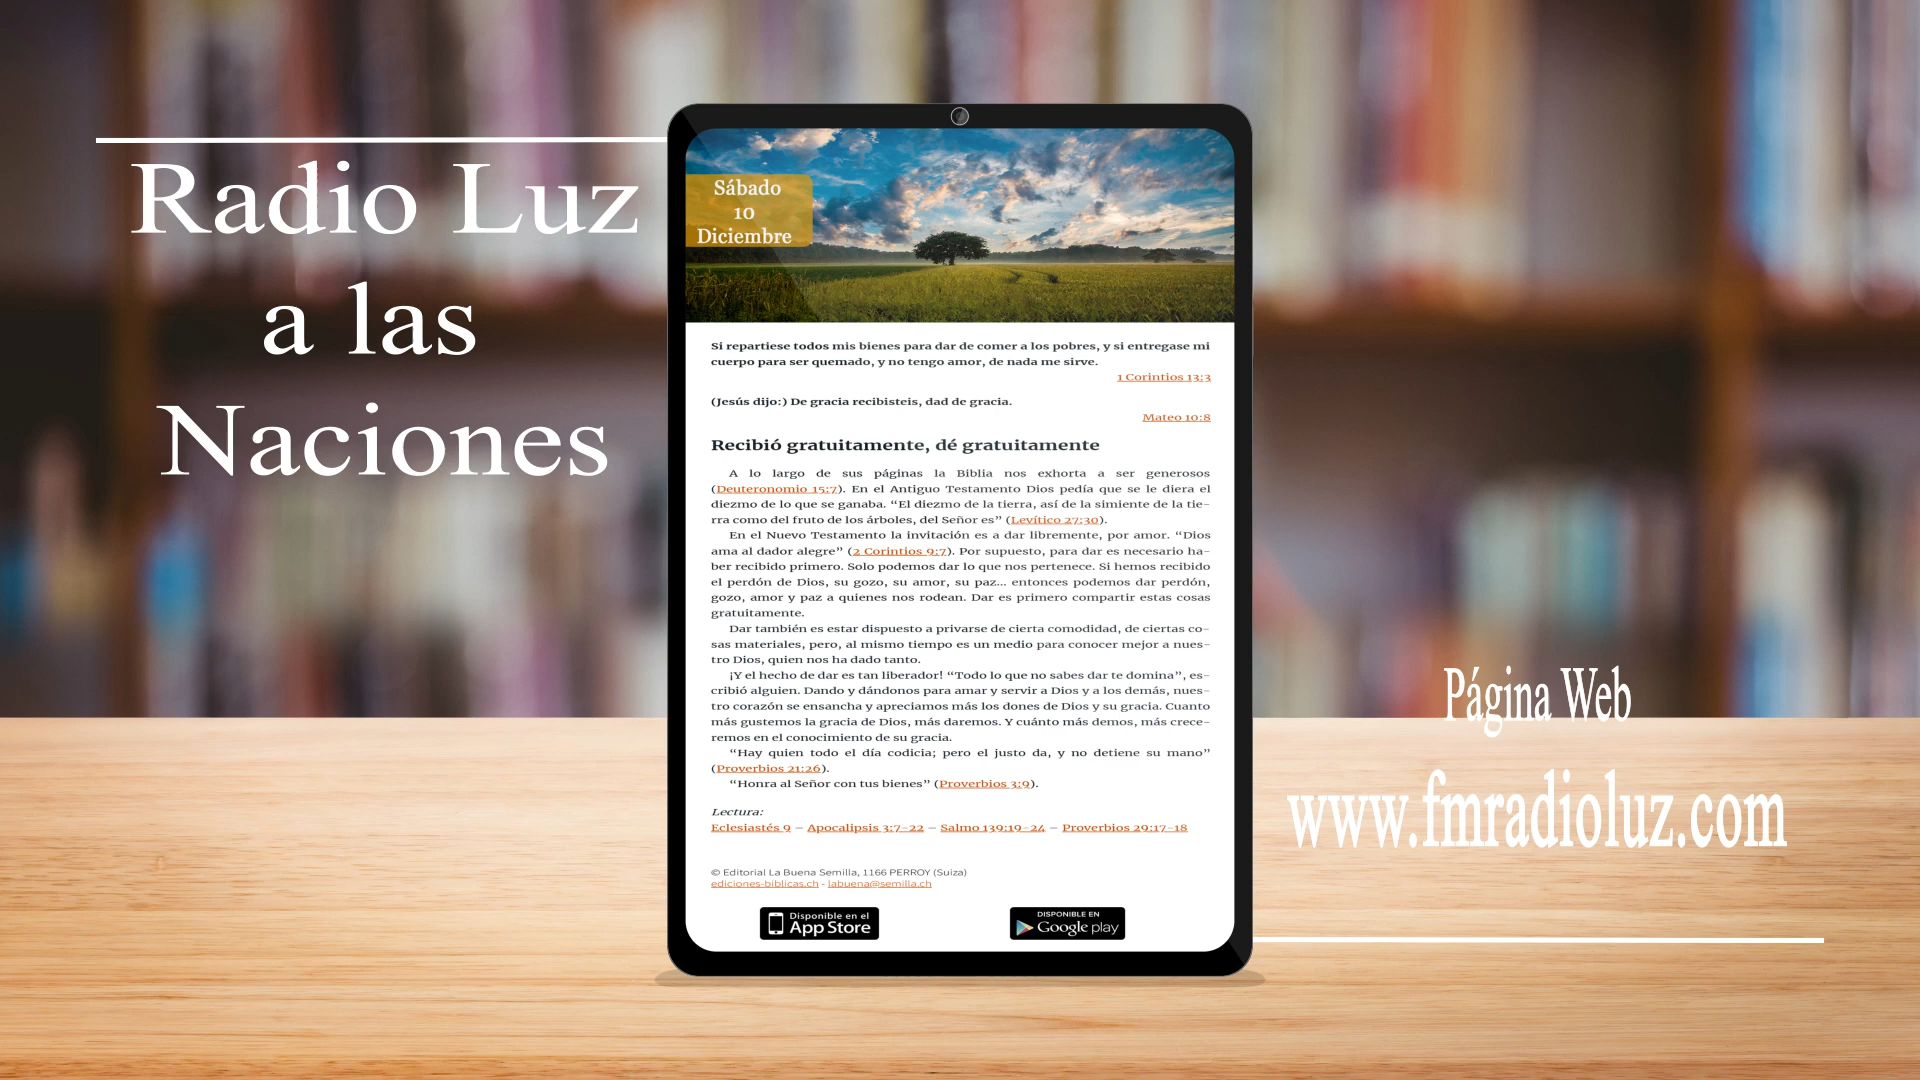 Radio Luz
a las
Naciones
Sábado
10
Diciembre
Si repartiese todos mis bienes para dar de comer a los pobres, y si entregase mi
cuerpo para ser quemado, y no tengo amor, de nada me sirve.
1 Corintios 13:3
(Jesús dijo:) De gracia recibisteis, dad de gracia.
Mateo 10:8
Recibió gratuitamente, dé gratuitamente
A lo largo de sus páginas la Biblia nos exhorta a ser generosos
(Deuteronomio 15:7). En el Antiguo Testamento Dios pedía que se le diera el
diezmo de lo que se ganaba. “El diezmo de la tierra, así de la simiente de la tie-
rra como del fruto de los árboles, del Señor es” (Levítico 27:30).
En el Nuevo Testamento la invitación es a dar libremente, por amor. “Dios
ama al dador alegre” (2 Corintios 9:7). Por supuesto, para dar es necesario ha-
ber recibido primero. Solo podemos dar lo que nos pertenece. Si hemos recibido
el perdón de Dios, su gozo, su amor, su paz... entonces podemos dar perdón,
gozo, amor y paz a quienes nos rodean. Dar es primero compartir estas cosas
gratuitamente.
Dar también es estar dispuesto a privarse de cierta comodidad, de ciertas co-
sas materiales, pero, al mismo tiempo es un medio para conocer mejor a nues-
tro Dios, quien nos ha dado tanto.
¡Y el hecho de dar es tan liberador! “Todo lo que no sabes dar te domina”, es-
cribió alguien. Dando y dándonos para amar y servir a Dios y a los demás, nues-
tro corazón se ensancha y apreciamos más los dones de Dios y su gracia. Cuanto
más gustemos la gracia de Dios, más daremos. Y cuánto más demos, más crece-
remos en el conocimiento de su gracia.
“Hay quien todo el día codicia; pero el justo da, y no detiene su mano”
(Proverbios 21:26).
“Honra al Señor con tus bienes” (Proverbios 3:9).
Lectura:
Eclesiastés 9 – Apocalipsis 3:7-22 – Salmo 139:19-24 – Proverbios 29:17-18
© Editorial La Buena Semilla, 1166 PERROY (Suiza)
ediciones-biblicas.ch - labuena@semilla.ch
Disponible en el
App Store
DISPONIBLE EN
Google play
Página Web
www.fmradioluz.com